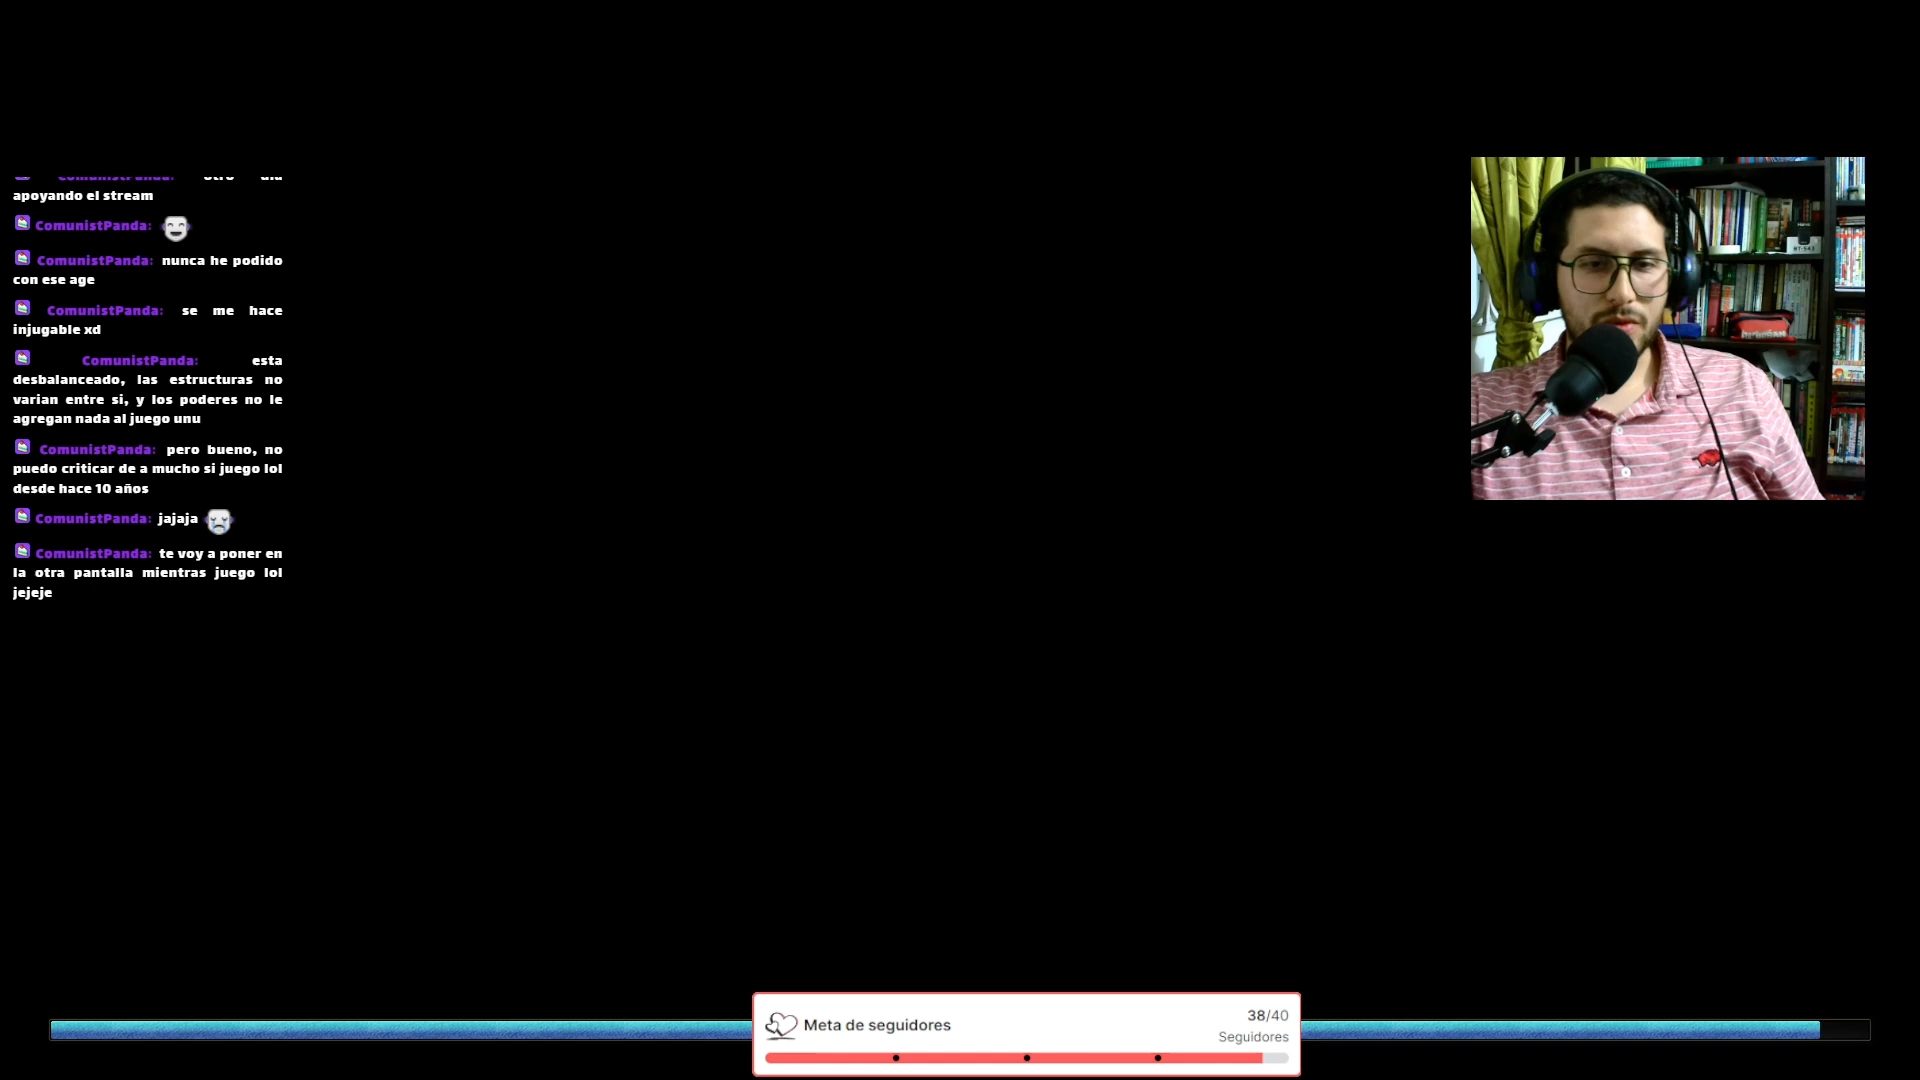 ComunistPanda: otro dia
apoyando el stream
ComunistPanda:
ComunistPanda: nunca he podido
con ese age
ComunistPanda: se me hace
injugable xd
ComunistPanda: esta
desbalanceado, las estructuras no
varian entre si, y los poderes no le
agregan nada al juego unu
ComunistPanda: pero bueno, no
puedo criticar de a mucho si juego lol
desde hace 10 años
ComunistPanda: jajaja
ComunistPanda: te voy a poner en
la otra pantalla mientras juego lol
jejeje
Meta de seguidores
38/40
Seguidores